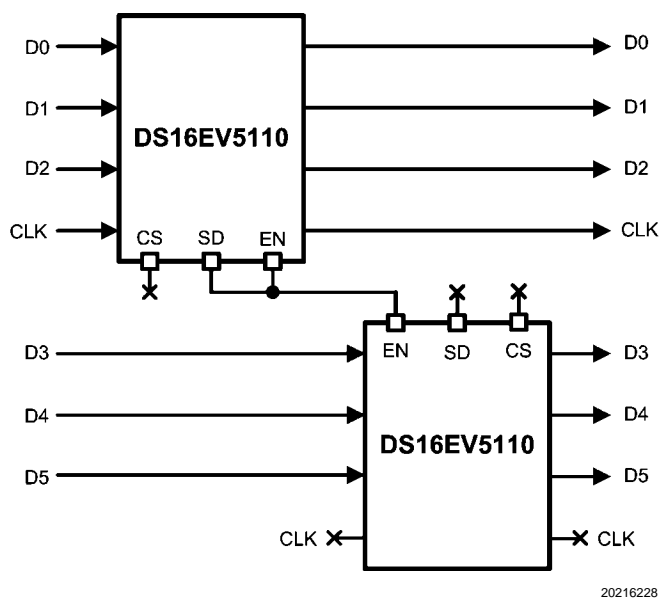 D0 D0
D1 D1
DS16EV5110
D2 D2
CLK CLK
CS SD EN
D3 EN SD CS D3
D4 D4
DS16EV5110
D5 D5
CLK CLK
20216228